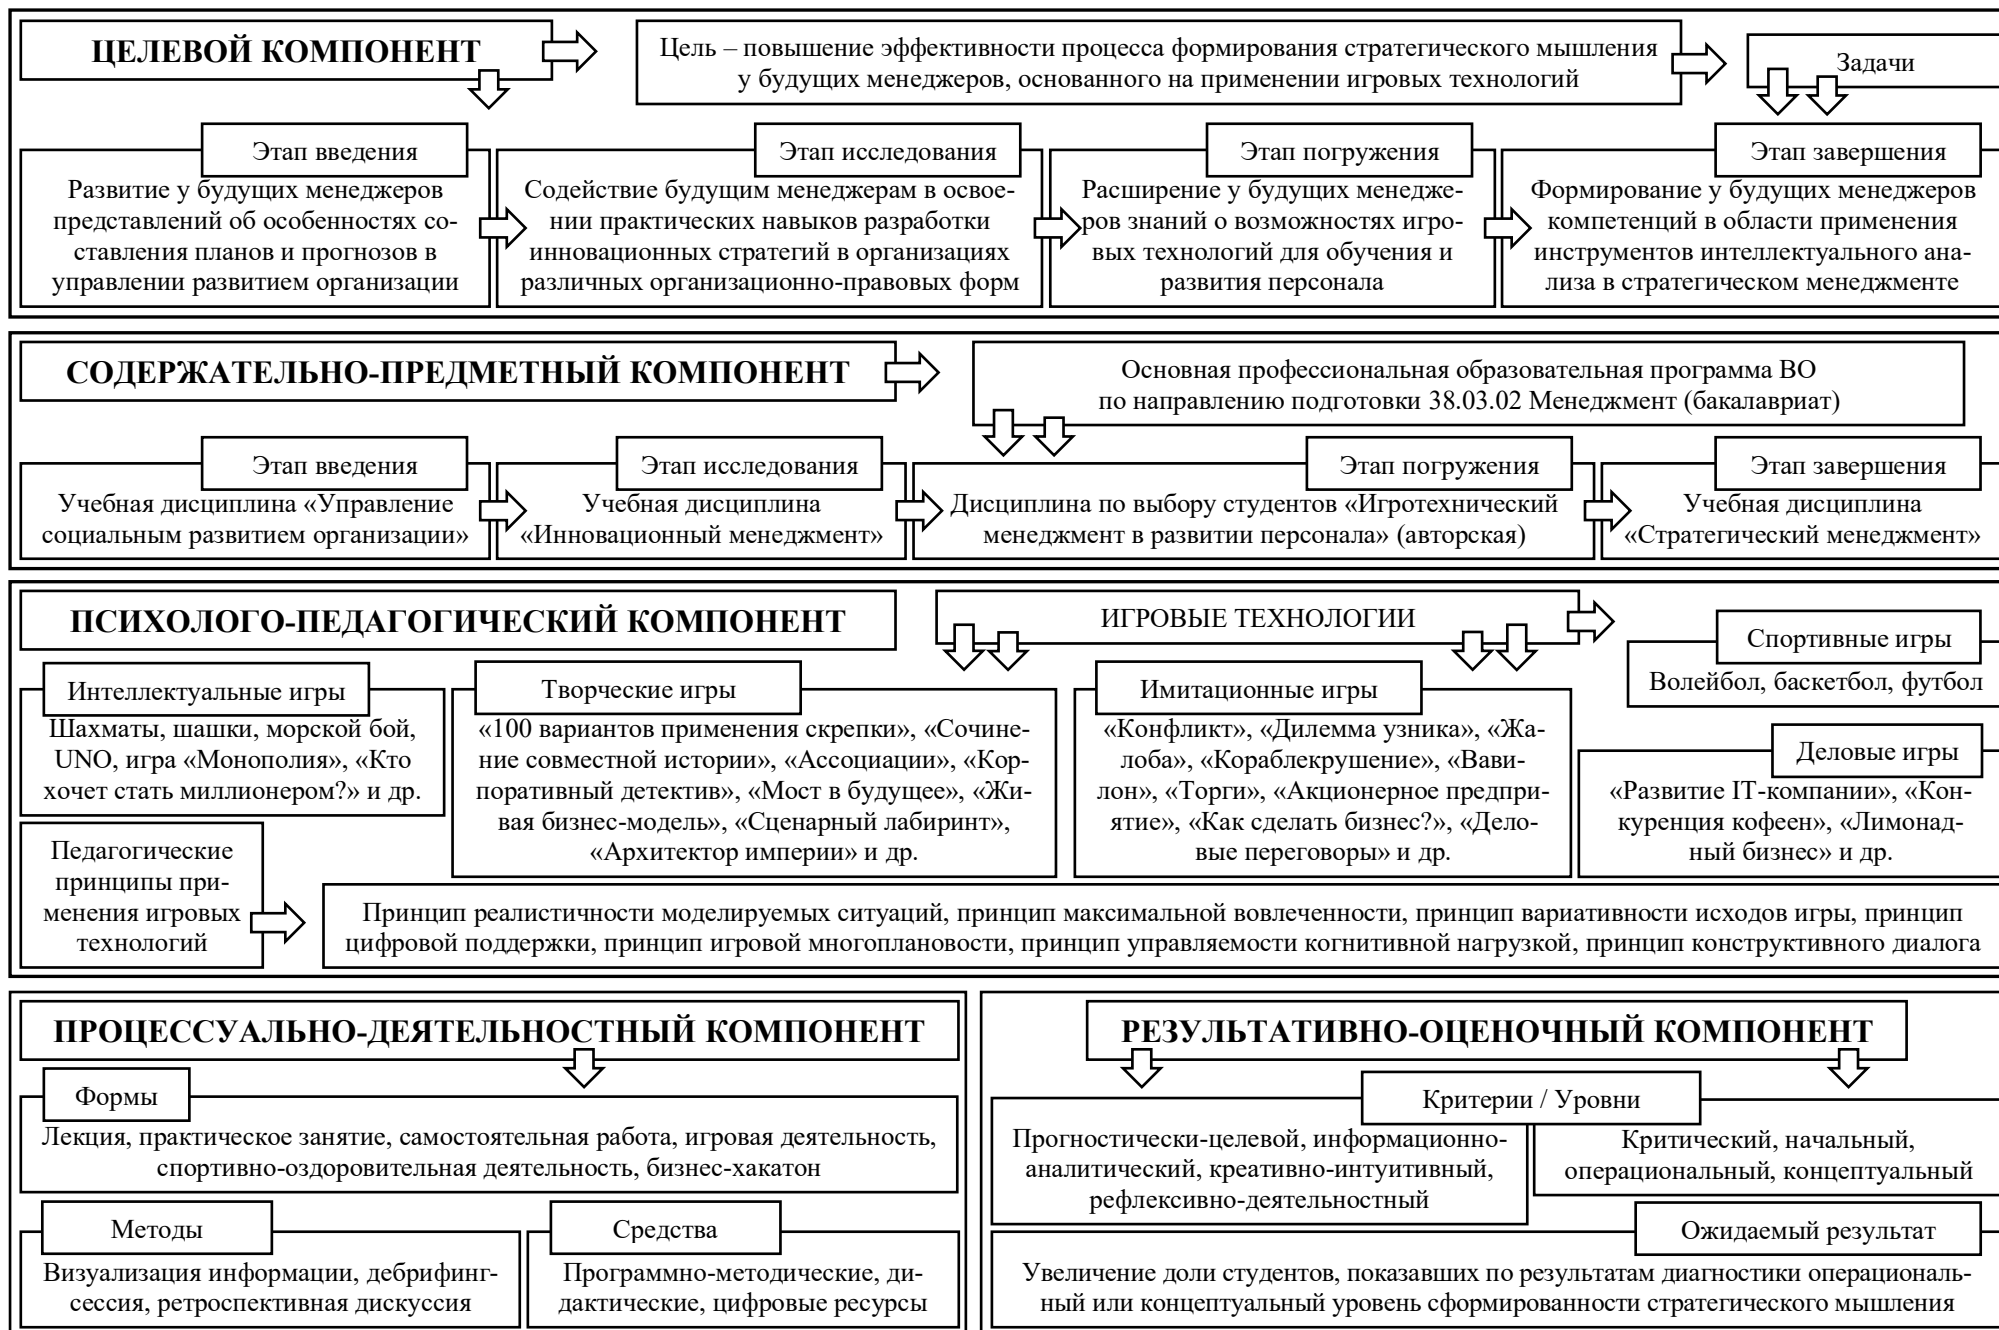 ЦЕЛЕВОЙ КОМПОНЕНТ
Цель – повышение эффективности процесса формирования стратегического мышления
у будущих менеджеров, основанного на применении игровых технологий
Задачи
Этап введения
Развитие у будущих менеджеров
представлений об особенностях со-
ставления планов и прогнозов в
управлении развитием организации
Этап исследования
Содействие будущим менеджерам в освое-
нии практических навыков разработки
инновационных стратегий в организациях
различных организационно-правовых форм
Этап погружения
Расширение у будущих менедже-
ров знаний о возможностях игро-
вых технологий для обучения и
развития персонала
Этап завершения
Формирование у будущих менеджеров
компетенций в области применения
инструментов интеллектуального ана-
лиза в стратегическом менеджменте
СОДЕРЖАТЕЛЬНО-ПРЕДМЕТНЫЙ КОМПОНЕНТ
Основная профессиональная образовательная программа ВО
по направлению подготовки 38.03.02 Менеджмент (бакалавриат)
Этап введения
Учебная дисциплина «Управление
социальным развитием организации»
Этап исследования
Учебная дисциплина
«Инновационный менеджмент»
Этап погружения
Дисциплина по выбору студентов «Игротехнический
менеджмент в развитии персонала» (авторская)
Этап завершения
Учебная дисциплина
«Стратегический менеджмент»
ПСИХОЛОГО-ПЕДАГОГИЧЕСКИЙ КОМПОНЕНТ
ИГРОВЫЕ ТЕХНОЛОГИИ
Спортивные игры
Волейбол, баскетбол, футбол
Интеллектуальные игры
Шахматы, шашки, морской бой,
UNO, игра «Монополия», «Кто
хочет стать миллионером?» и др.
Творческие игры
«100 вариантов применения скрепки», «Сочине-
ние совместной истории», «Ассоциации», «Кор-
поративный детектив», «Мост в будущее», «Жи-
вая бизнес-модель», «Сценарный лабиринт»,
«Архитектор империи» и др.
Имитационные игры
«Конфликт», «Дилемма узника», «Жа-
лоба», «Кораблекрушение», «Вави-
лон», «Торги», «Акционерное предпри-
ятие», «Как сделать бизнес?», «Дело-
вые переговоры» и др.
Деловые игры
«Развитие IT-компании», «Кон-
куренция кофеен», «Лимонад-
ный бизнес» и др.
Педагогические
принципы при-
менения игровых
технологий
Принцип реалистичности моделируемых ситуаций, принцип максимальной вовлеченности, принцип вариативности исходов игры, принцип
цифровой поддержки, принцип игровой многоплановости, принцип управляемости когнитивной нагрузкой, принцип конструктивного диалога
ПРОЦЕССУАЛЬНО-ДЕЯТЕЛЬНОСТНЫЙ КОМПОНЕНТ
Формы
Лекция, практическое занятие, самостоятельная работа, игровая деятельность,
спортивно-оздоровительная деятельность, бизнес-хакатон
Методы
Визуализация информации, дебрифинг-
сессия, ретроспективная дискуссия
Средства
Программно-методические, ди-
дактические, цифровые ресурсы
РЕЗУЛЬТАТИВНО-ОЦЕНОЧНЫЙ КОМПОНЕНТ
Критерии / Уровни
Прогностически-целевой, информационно-
аналитический, креативно-интуитивный,
рефлексивно-деятельностный
Критический, начальный,
операциональный, концептуальный
Ожидаемый результат
Увеличение доли студентов, показавших по результатам диагностики операциональ-
ный или концептуальный уровень сформированности стратегического мышления